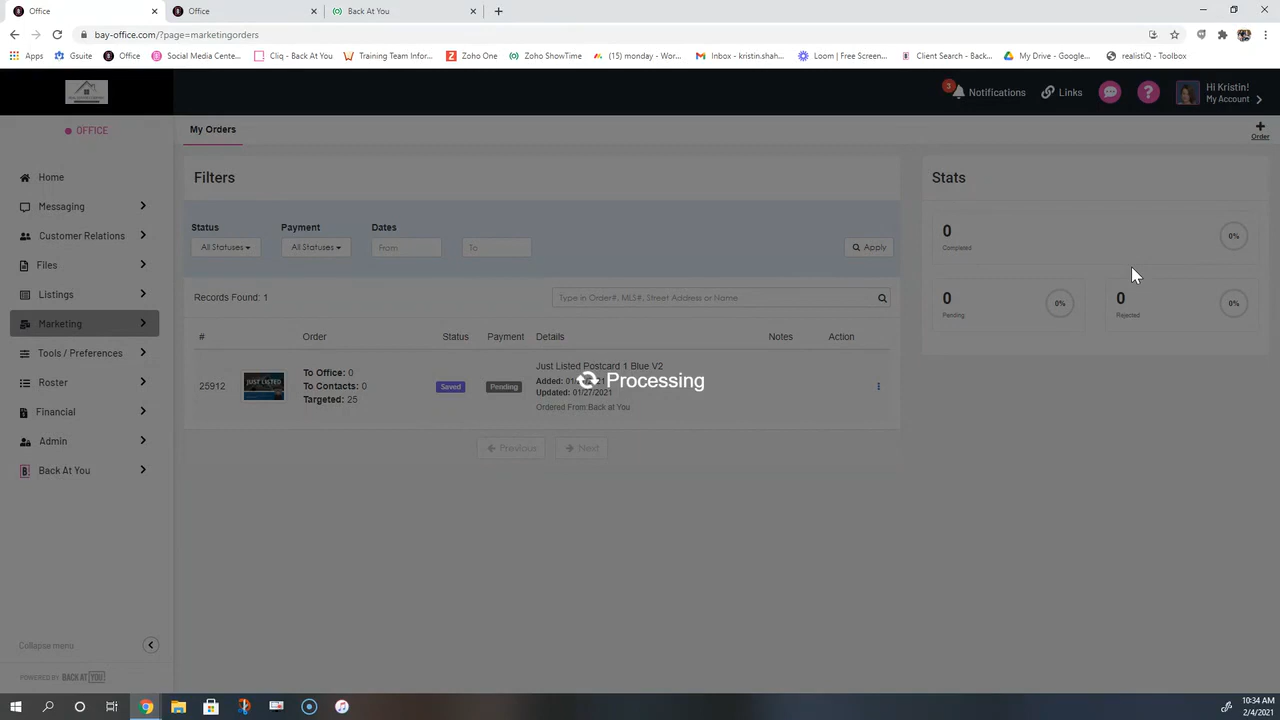 Office
Office
Back At You
bay-office.com/?page=marketingorders
Apps
Gsuite
Office
Social Media Cente...
Cliq - Back At You
Training Team Infor...
Zoho One
Zoho ShowTime
(15) monday - Wor...
Inbox - kristin.shah...
Loom | Free Screen...
Client Search - Back...
My Drive - Google...
realistiQ - Toolbox
3
Notifications
Links
Hi Kristin!
My Account
OFFICE
My Orders
Order
Home
Messaging
Customer Relations
Files
Listings
Marketing
Tools / Preferences
Roster
Financial
Admin
Back At You
Collapse menu
POWERED BY BACK AT YOU
Filters
Status
Payment
Dates
All Statuses
All Statuses
From
To
Apply
Records Found: 1
Type in Order#, MLS#, Street Address or Name
# Order Status Payment Details Notes Action
25912
JUST LISTED
To Office: 0
To Contacts: 0
Targeted: 25
Saved
Pending
Just Listed Postcard 1 Blue V2
Added:
Updated: 01/27/2021
Ordered From Back at You
Processing
Previous
Next
Stats
0
Completed
0%
0
Pending
0%
0
Rejected
0%
10:34 AM
2/4/2021